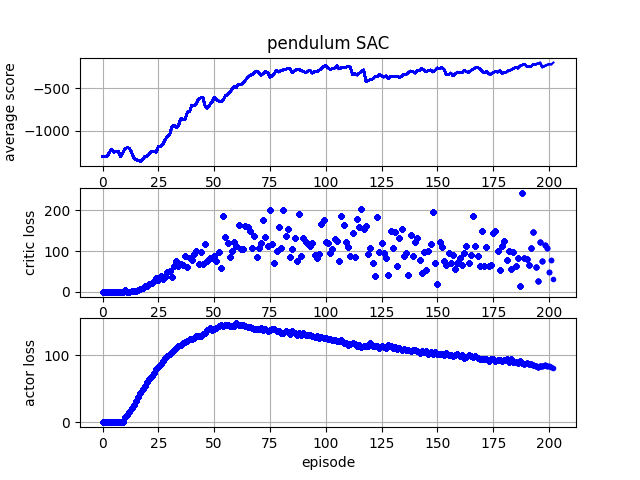 pendulum SAC
average score
−500
−1000
0 25 50 75 100 125 150 175 200
critic loss
200
100
0
0 25 50 75 100 125 150 175 200
actor loss
100
0
0 25 50 75 100 125 150 175 200
episode